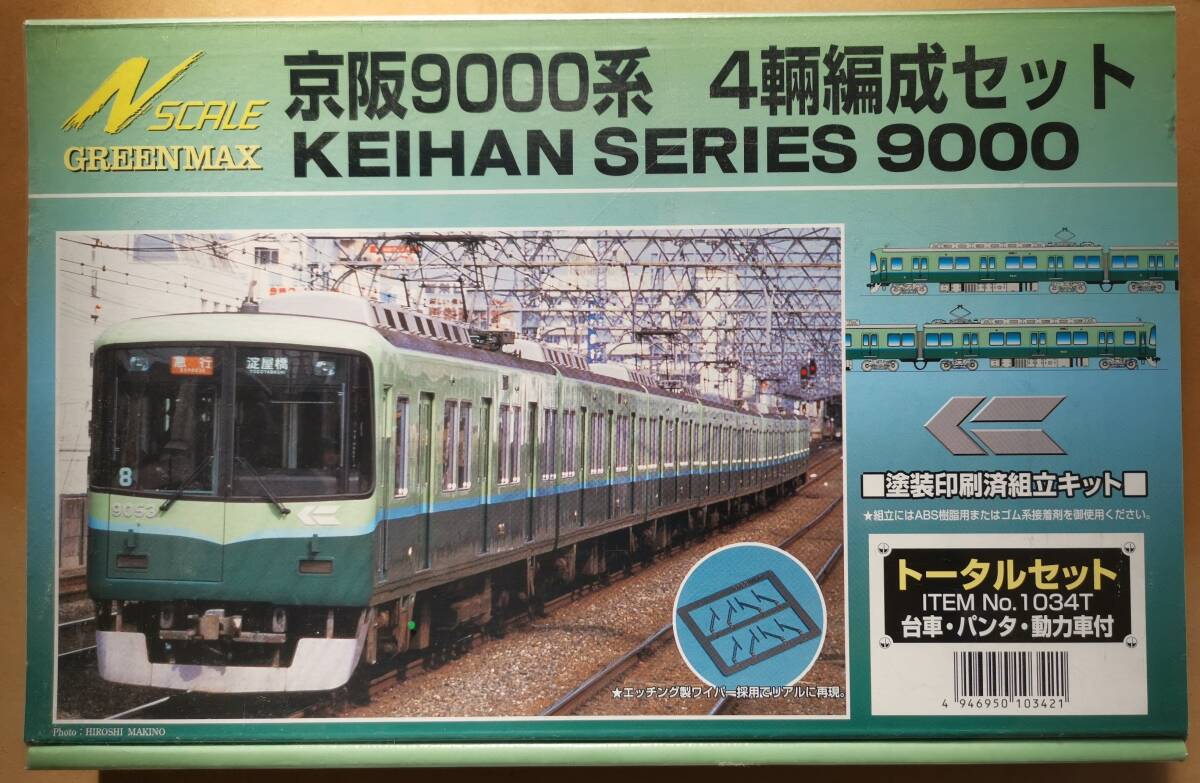 N SCALE
GREENMAX
京阪9000系 4輌編成セット
KEIHAN SERIES 9000
急行
淀屋橋
YODOYABASHI
8
9053
■塗装印刷済組立キット■
★組立にはABS樹脂用またはゴム系接着剤を御使用ください。
トータルセット
ITEM No.1034T
台車・パンタ・動力車付
4 946950 103421
★エッチング製ワイパー採用でリアルに再現。
Photo : HIROSHI MAKINO